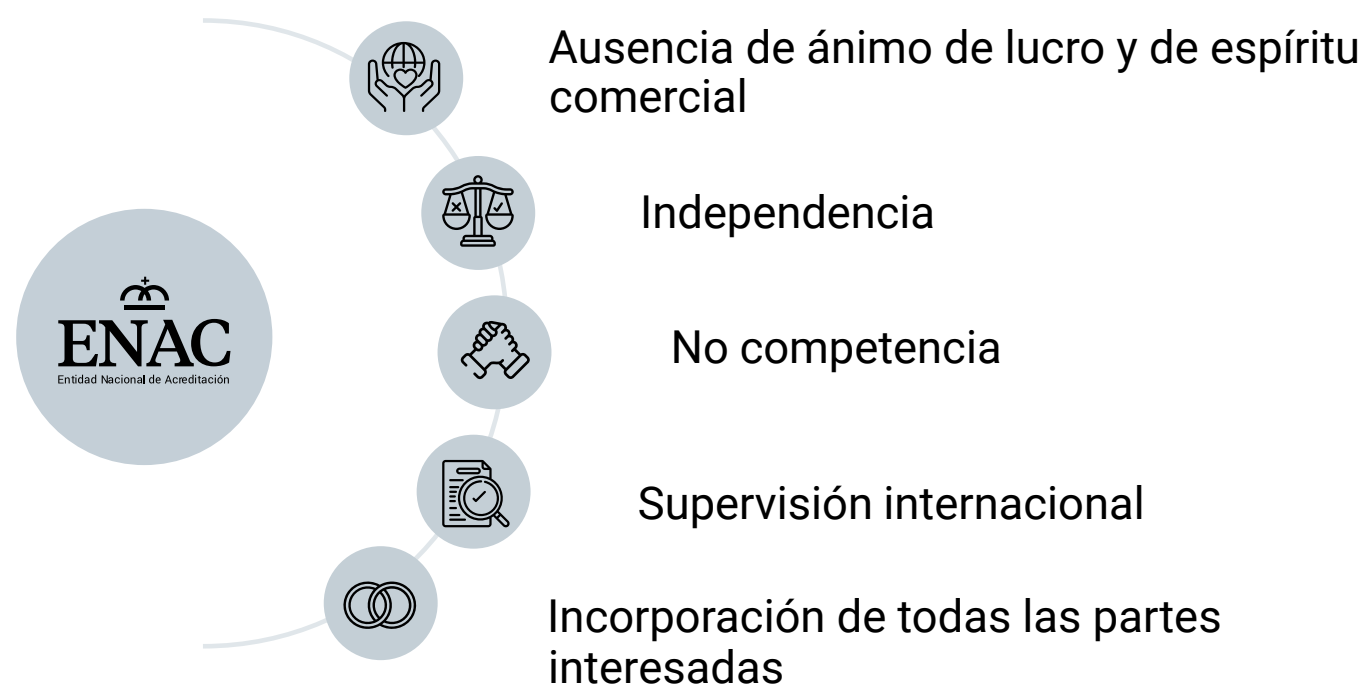 Ausencia de ánimo de lucro y de espíritu
comercial
Independencia
ENAC
Entidad Nacional de Acreditación
No competencia
Supervisión internacional
Incorporación de todas las partes
interesadas